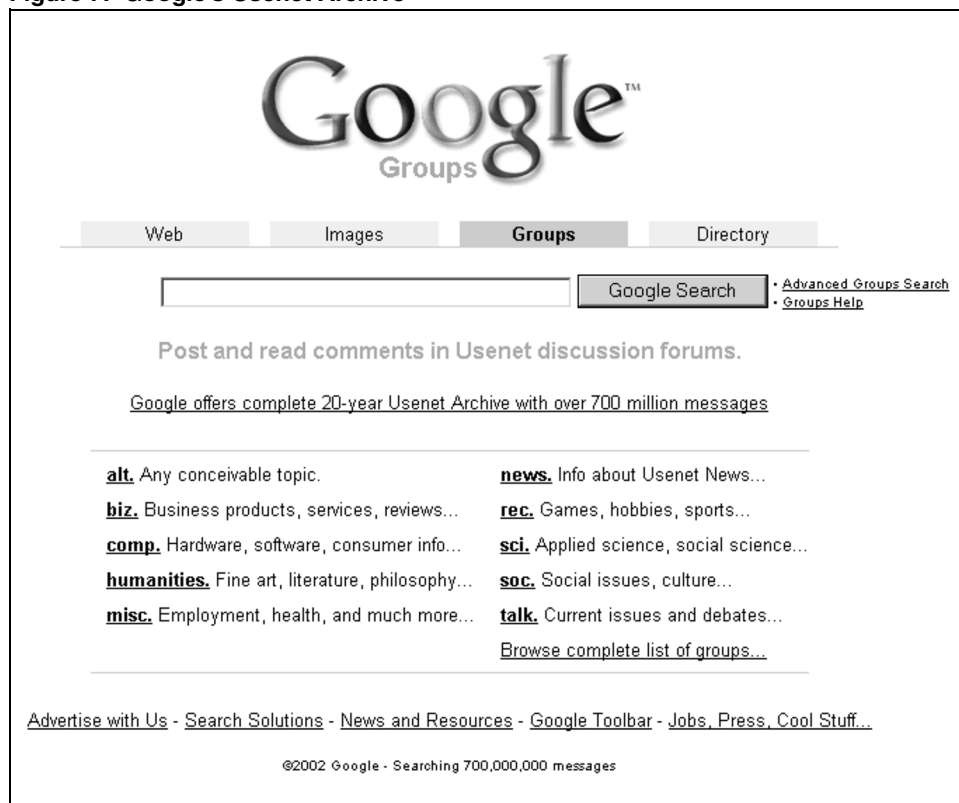 Figure 11 Google's Usenet Archive
Google™
Groups
Web Images Groups Directory
Google Search
• Advanced Groups Search
• Groups Help
Post and read comments in Usenet discussion forums.
Google offers complete 20-year Usenet Archive with over 700 million messages
alt. Any conceivable topic.
biz. Business products, services, reviews...
comp. Hardware, software, consumer info...
humanities. Fine art, literature, philosophy...
misc. Employment, health, and much more...
news. Info about Usenet News...
rec. Games, hobbies, sports...
sci. Applied science, social science...
soc. Social issues, culture...
talk. Current issues and debates...
Browse complete list of groups...
Advertise with Us - Search Solutions - News and Resources - Google Toolbar - Jobs, Press, Cool Stuff...
©2002 Google - Searching 700,000,000 messages